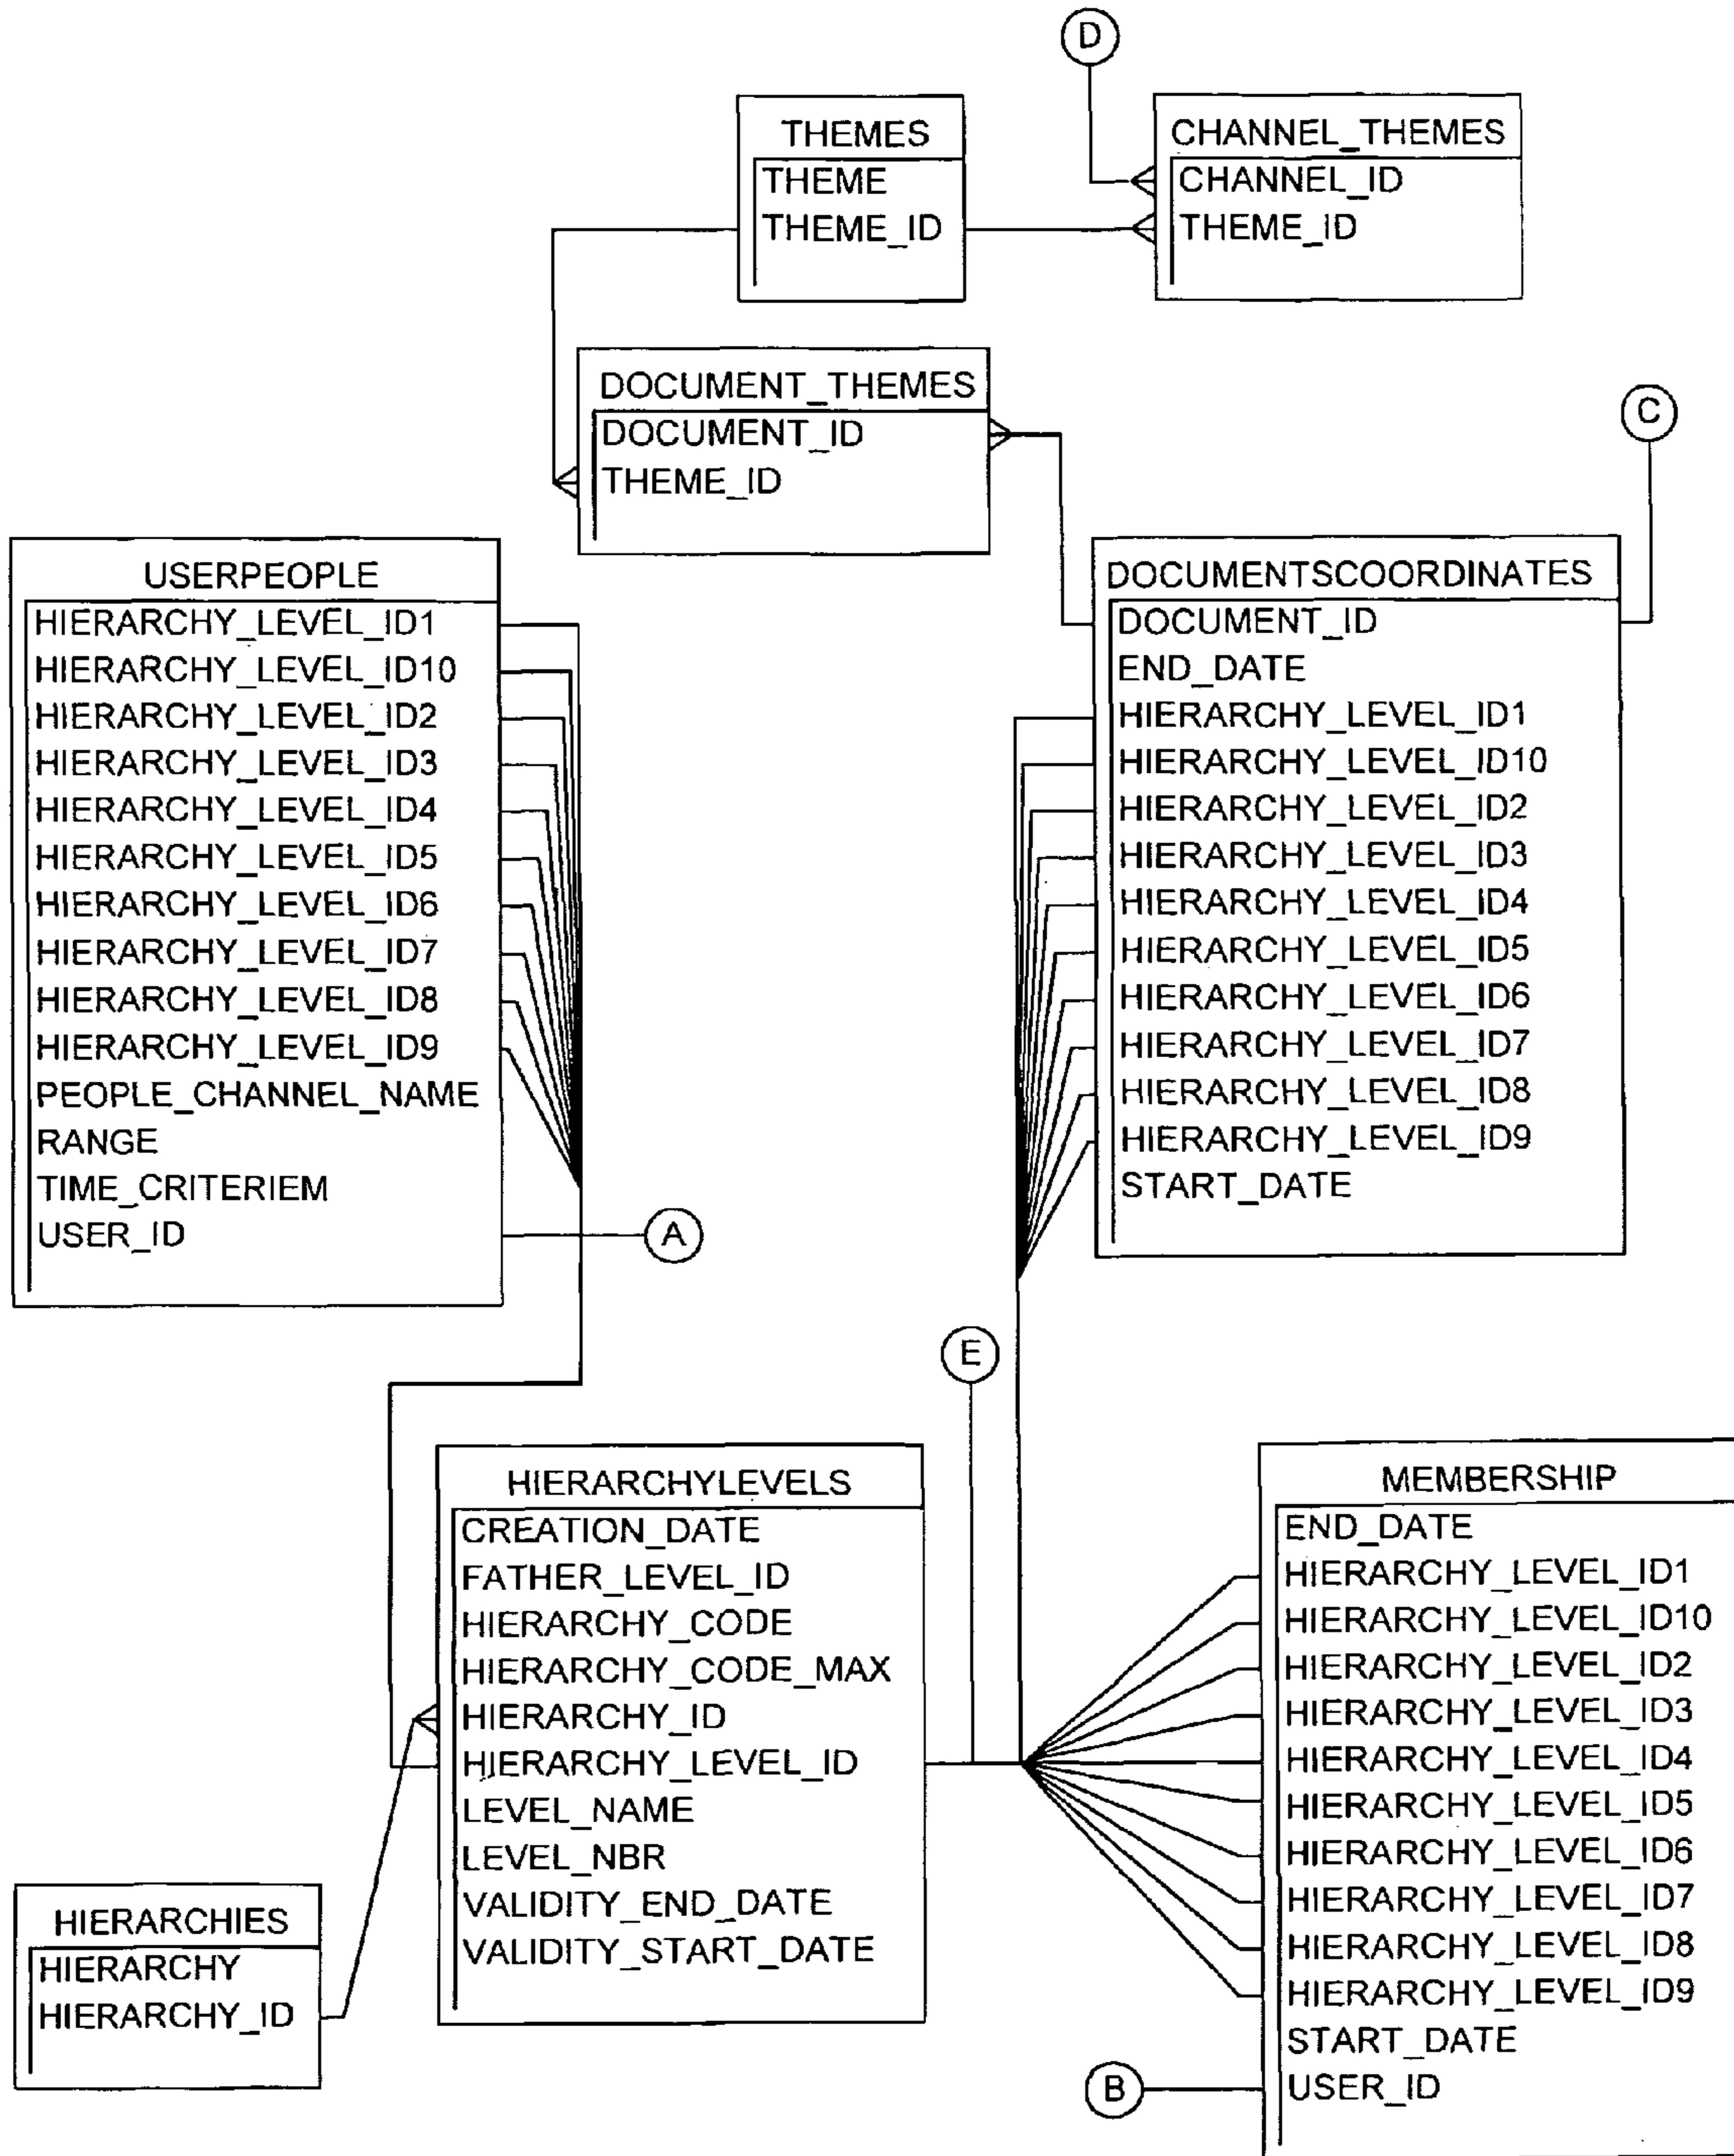 D
THEMES
THEME
THEME_ID
CHANNEL_THEMES
CHANNEL_ID
THEME_ID
DOCUMENT_THEMES
DOCUMENT_ID
THEME_ID
C
USERPEOPLE
HIERARCHY_LEVEL_ID1
HIERARCHY_LEVEL_ID10
HIERARCHY_LEVEL_ID2
HIERARCHY_LEVEL_ID3
HIERARCHY_LEVEL_ID4
HIERARCHY_LEVEL_ID5
HIERARCHY_LEVEL_ID6
HIERARCHY_LEVEL_ID7
HIERARCHY_LEVEL_ID8
HIERARCHY_LEVEL_ID9
PEOPLE_CHANNEL_NAME
RANGE
TIME_CRITERIEM
USER_ID
A
DOCUMENTSCOORDINATES
DOCUMENT_ID
END_DATE
HIERARCHY_LEVEL_ID1
HIERARCHY_LEVEL_ID10
HIERARCHY_LEVEL_ID2
HIERARCHY_LEVEL_ID3
HIERARCHY_LEVEL_ID4
HIERARCHY_LEVEL_ID5
HIERARCHY_LEVEL_ID6
HIERARCHY_LEVEL_ID7
HIERARCHY_LEVEL_ID8
HIERARCHY_LEVEL_ID9
START_DATE
E
HIERARCHYLEVELS
CREATION_DATE
FATHER_LEVEL_ID
HIERARCHY_CODE
HIERARCHY_CODE_MAX
HIERARCHY_ID
HIERARCHY_LEVEL_ID
LEVEL_NAME
LEVEL_NBR
VALIDITY_END_DATE
VALIDITY_START_DATE
MEMBERSHIP
END_DATE
HIERARCHY_LEVEL_ID1
HIERARCHY_LEVEL_ID10
HIERARCHY_LEVEL_ID2
HIERARCHY_LEVEL_ID3
HIERARCHY_LEVEL_ID4
HIERARCHY_LEVEL_ID5
HIERARCHY_LEVEL_ID6
HIERARCHY_LEVEL_ID7
HIERARCHY_LEVEL_ID8
HIERARCHY_LEVEL_ID9
START_DATE
USER_ID
B
HIERARCHIES
HIERARCHY
HIERARCHY_ID